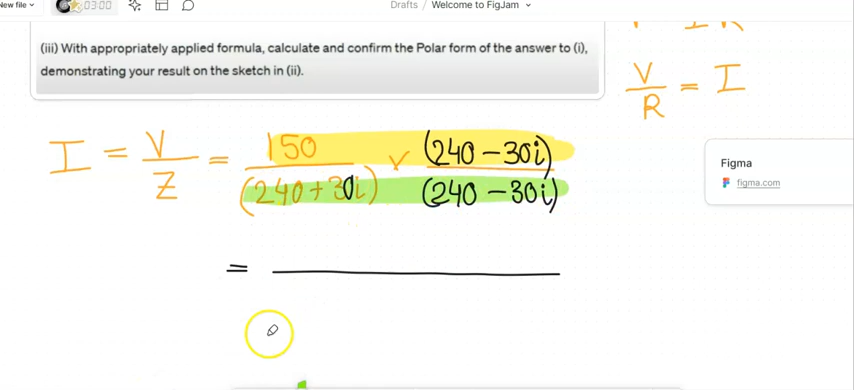 New file
03:00
Drafts / Welcome to FigJam
(iii) With appropriately applied formula, calculate and confirm the Polar form of the answer to (i),
demonstrating your result on the sketch in (ii).
V/R = I
I = V/Z = 150/(240+30i) × (240-30i)/(240-30i)
=
Figma
figma.com